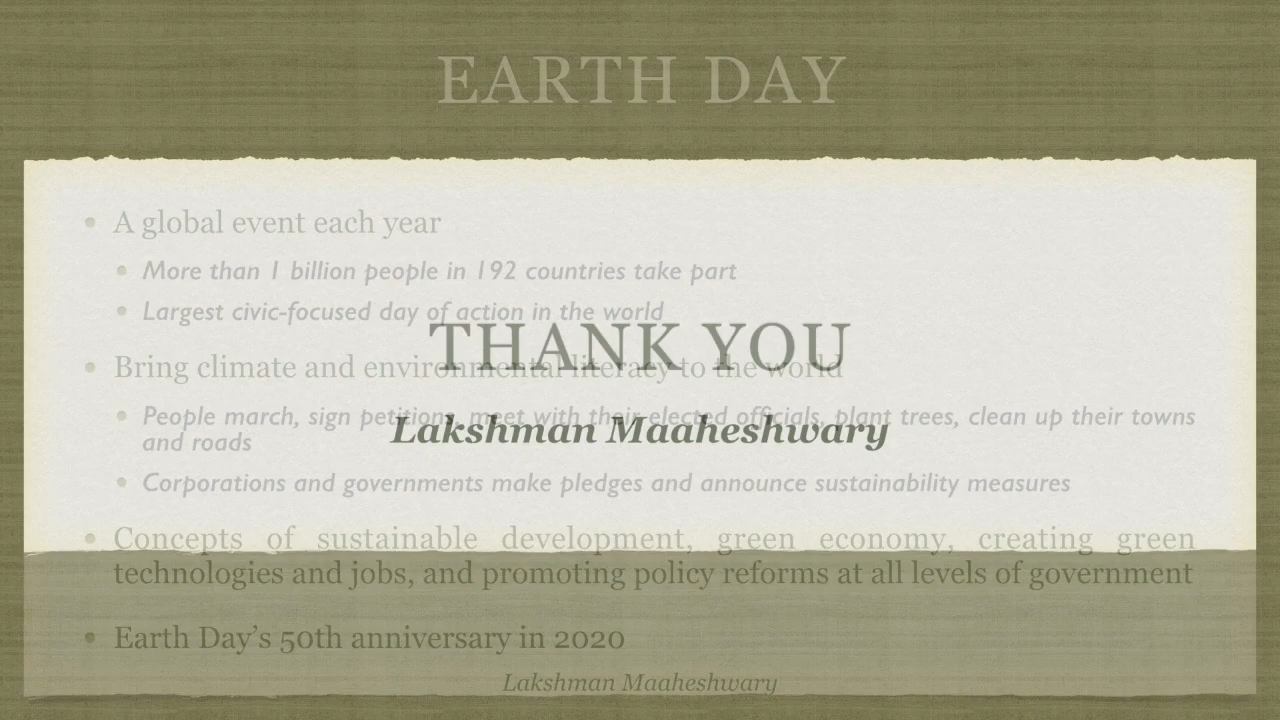 EARTH DAY
• A global event each year
• More than 1 billion people in 192 countries take part
• Largest civic-focused day of action in the world
THANK YOU
• Bring climate and environmental literacy to the world
• People march, sign petitions, meet with their elected officials, plant trees, clean up their towns
and roads
Lakshman Maaheshwary
• Corporations and governments make pledges and announce sustainability measures
• Concepts of sustainable development, green economy, creating green
technologies and jobs, and promoting policy reforms at all levels of government
• Earth Day’s 50th anniversary in 2020
Lakshman Maaheshwary